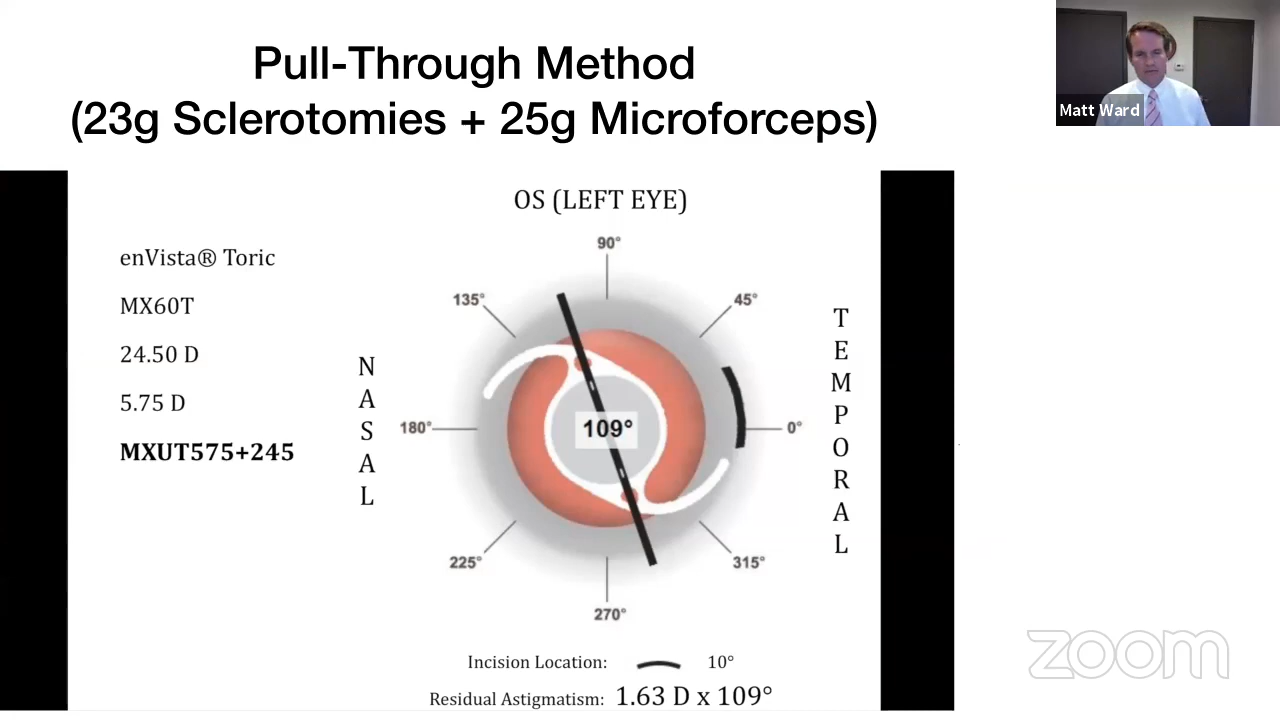 Pull-Through Method
(23g Sclerotomies + 25g Microforceps)
Matt Ward
OS (LEFT EYE)
enVista® Toric
MX60T
24.50 D
5.75 D
MXUT575+245
NASAL
90°
135°
45°
180°
109°
0°
225°
315°
270°
TEMPORAL
Incision Location: 10°
Residual Astigmatism: 1.63 D x 109°
zoom